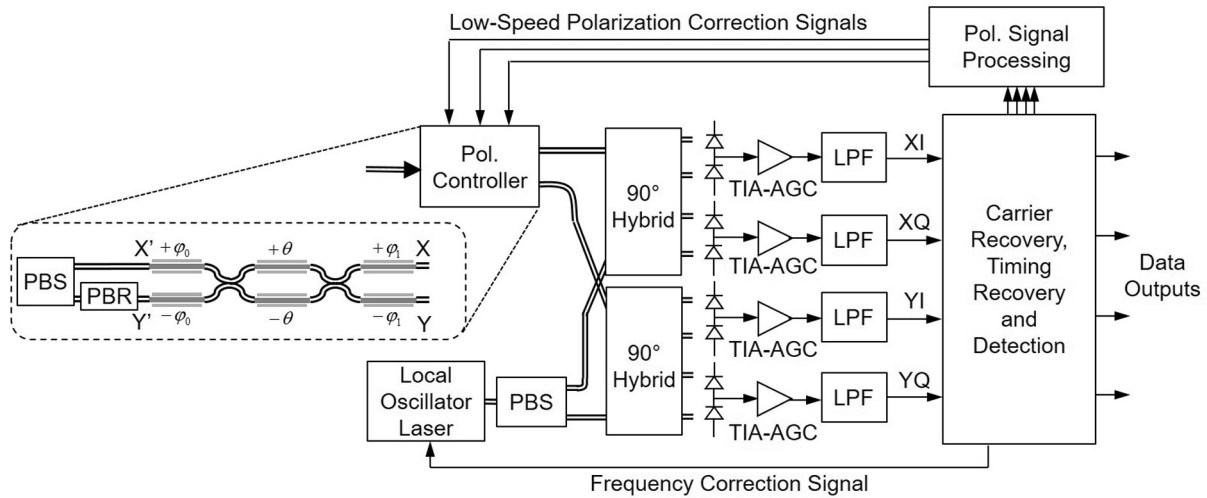 Low-Speed Polarization Correction Signals
Pol. Signal
Processing
Pol.
Controller
90°
Hybrid
TIA-AGC
LPF
XI
TIA-AGC
LPF
XQ
Carrier
Recovery,
Timing
Recovery
and
Detection
Data
Outputs
PBS
X'
+φ₀
+θ
+φ₁
X
PBR
Y'
−φ₀
−θ
−φ₁
Y
90°
Hybrid
TIA-AGC
LPF
YI
TIA-AGC
LPF
YQ
Local
Oscillator
Laser
PBS
Frequency Correction Signal